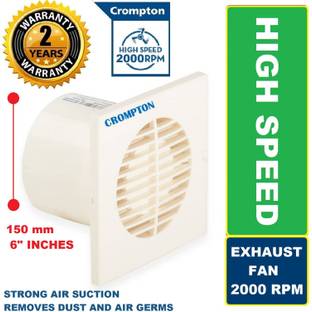 WARRANTY
2
YEARS
WARRANTY
Crompton
HIGH SPEED
2000RPM
CROMPTON
150 mm
6" INCHES
HIGH SPEED
EXHAUST
FAN
2000 RPM
STRONG AIR SUCTION
REMOVES DUST AND AIR GERMS